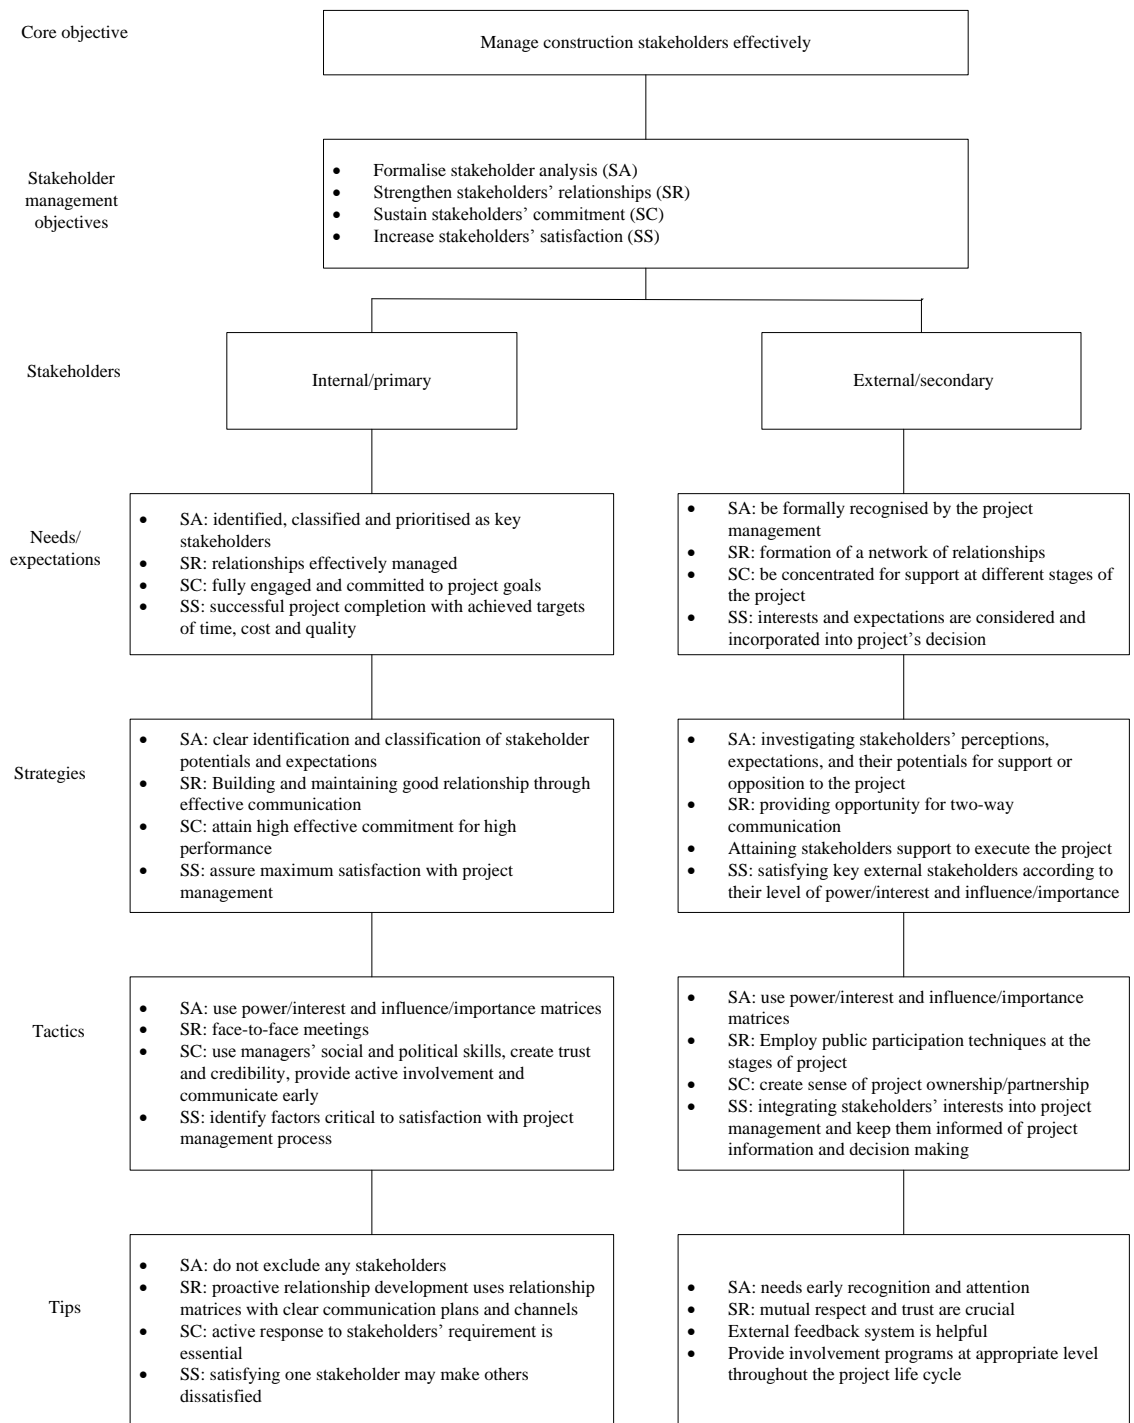 Core objective
Manage construction stakeholders effectively
Stakeholder
management
objectives
• Formalise stakeholder analysis (SA)
• Strengthen stakeholders’ relationships (SR)
• Sustain stakeholders’ commitment (SC)
• Increase stakeholders’ satisfaction (SS)
Stakeholders
Internal/primary
External/secondary
Needs/
expectations
• SA: identified, classified and prioritised as key
stakeholders
• SR: relationships effectively managed
• SC: fully engaged and committed to project goals
• SS: successful project completion with achieved targets
of time, cost and quality
• SA: be formally recognised by the project
management
• SR: formation of a network of relationships
• SC: be concentrated for support at different stages of
the project
• SS: interests and expectations are considered and
incorporated into project’s decision
Strategies
• SA: clear identification and classification of stakeholder
potentials and expectations
• SR: Building and maintaining good relationship through
effective communication
• SC: attain high effective commitment for high
performance
• SS: assure maximum satisfaction with project
management
• SA: investigating stakeholders’ perceptions,
expectations, and their potentials for support or
opposition to the project
• SR: providing opportunity for two-way
communication
• Attaining stakeholders support to execute the project
• SS: satisfying key external stakeholders according to
their level of power/interest and influence/importance
Tactics
• SA: use power/interest and influence/importance matrices
• SR: face-to-face meetings
• SC: use managers’ social and political skills, create trust
and credibility, provide active involvement and
communicate early
• SS: identify factors critical to satisfaction with project
management process
• SA: use power/interest and influence/importance
matrices
• SR: Employ public participation techniques at the
stages of project
• SC: create sense of project ownership/partnership
• SS: integrating stakeholders’ interests into project
management and keep them informed of project
information and decision making
Tips
• SA: do not exclude any stakeholders
• SR: proactive relationship development uses relationship
matrices with clear communication plans and channels
• SC: active response to stakeholders’ requirement is
essential
• SS: satisfying one stakeholder may make others
dissatisfied
• SA: needs early recognition and attention
• SR: mutual respect and trust are crucial
• External feedback system is helpful
• Provide involvement programs at appropriate level
throughout the project life cycle